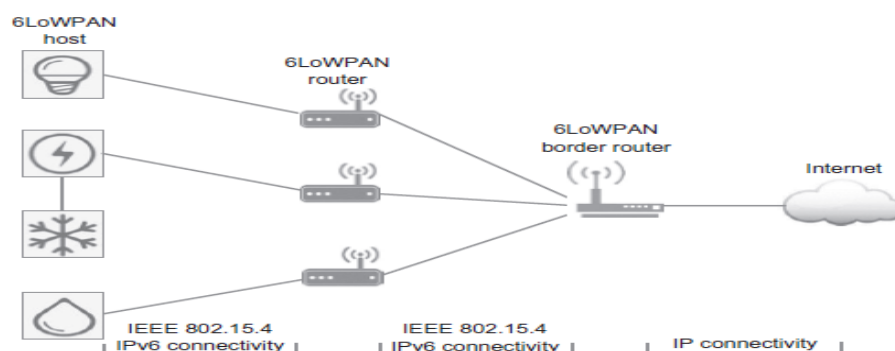 6LoWPAN
host
6LoWPAN
router
6LoWPAN
border router
Internet
IEEE 802.15.4
IPv6 connectivity
IEEE 802.15.4
IPv6 connectivity
IP connectivity